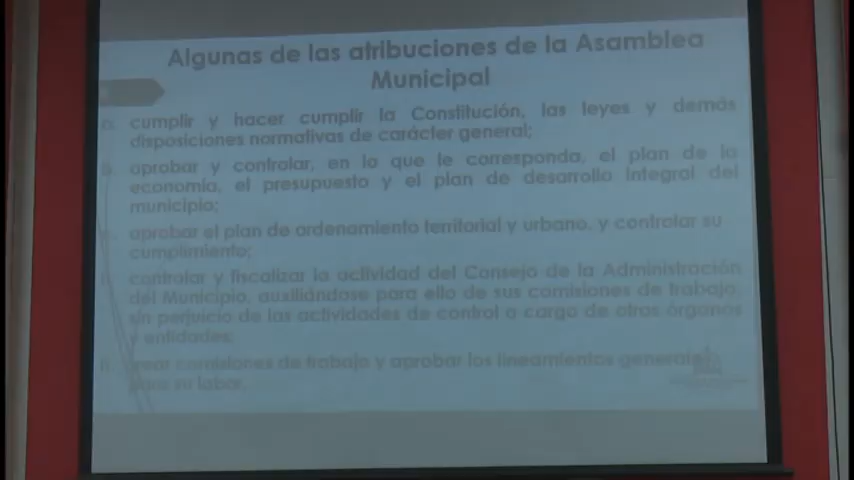 Algunas de las atribuciones de la Asamblea
Municipal
cumplir y hacer cumplir la Constitución, las leyes y demás
disposiciones normativas de carácter general;
aprobar y controlar, en lo que le corresponda, el plan de la
economía, el presupuesto y el plan de desarrollo integral del
municipio;
aprobar el plan de ordenamiento territorial y urbano, y controlar su
cumplimiento;
controlar y fiscalizar la actividad del Consejo de la Administración
del Municipio, auxiliándose para ello de sus comisiones de trabajo,
sin perjuicio de las actividades de control a cargo de otros órganos
y entidades;
crear comisiones de trabajo y aprobar los lineamientos generales
para su labor.